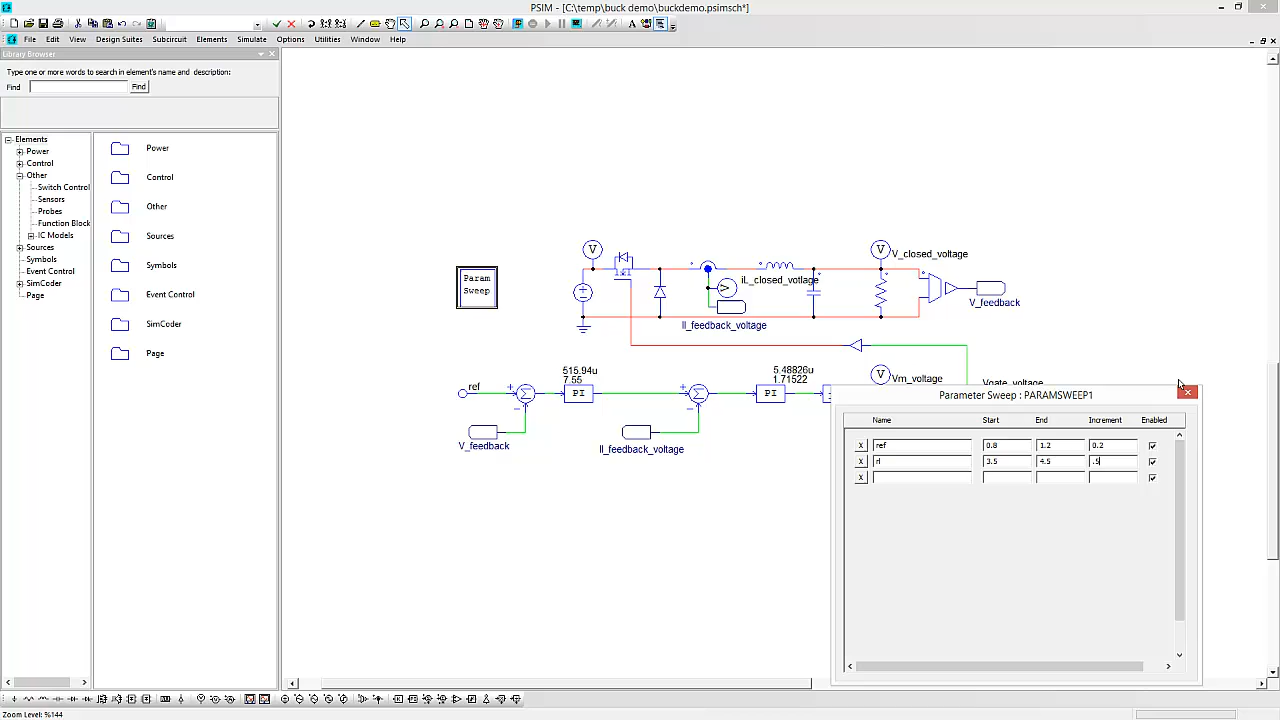 PSIM - [C:\temp\buck demo\buckdemo.psimsch*]
File Edit View Design Suites Subcircuit Elements Simulate Options Utilities Window Help
Library Browser
Type one or more words to search in element's name and description:
Find Find
Elements
Power
Control
Other
Switch Control
Sensors
Probes
Function Block
IC Models
Sources
Symbols
Event Control
SimCoder
Page
Power
Control
Other
Sources
Symbols
Event Control
SimCoder
Page
Param
Sweep
V
V
V_closed_voltage
iL_closed_votlage
V_feedback
Il_feedback_voltage
515.94u
7.55
5.48826u
1.71522
V
Vm_voltage
Vgate_voltage
ref
PI
PI
V_feedback
Il_feedback_voltage
Parameter Sweep : PARAMSWEEP1
Name Start End Increment Enabled
X ref 0.8 1.2 0.2
X rl 3.5 4.5 .5
X
Zoom Level: %144